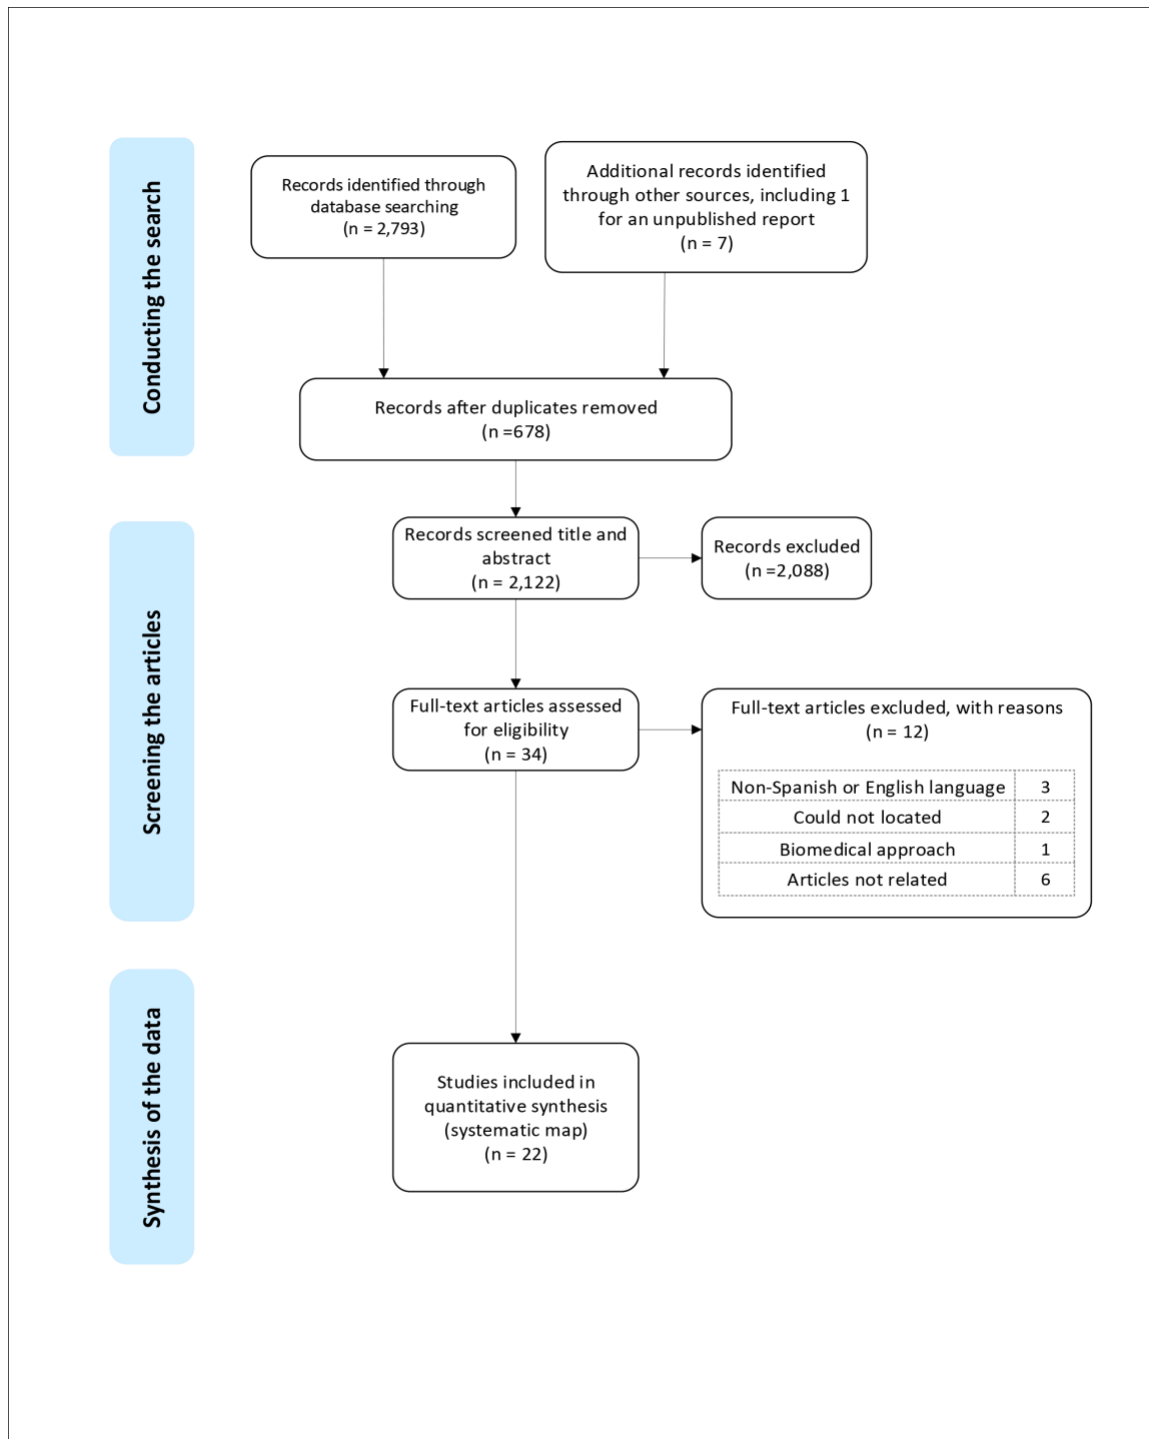 Conducting the search
Records identified through
database searching
(n = 2,793)
Additional records identified
through other sources, including 1
for an unpublished report
(n = 7)
Records after duplicates removed
(n =678)
Screening the articles
Records screened title and
abstract
(n = 2,122)
Records excluded
(n =2,088)
Full-text articles assessed
for eligibility
(n = 34)
Full-text articles excluded, with reasons
(n = 12)
Non-Spanish or English language 3
Could not located 2
Biomedical approach 1
Articles not related 6
Synthesis of the data
Studies included in
quantitative synthesis
(systematic map)
(n = 22)